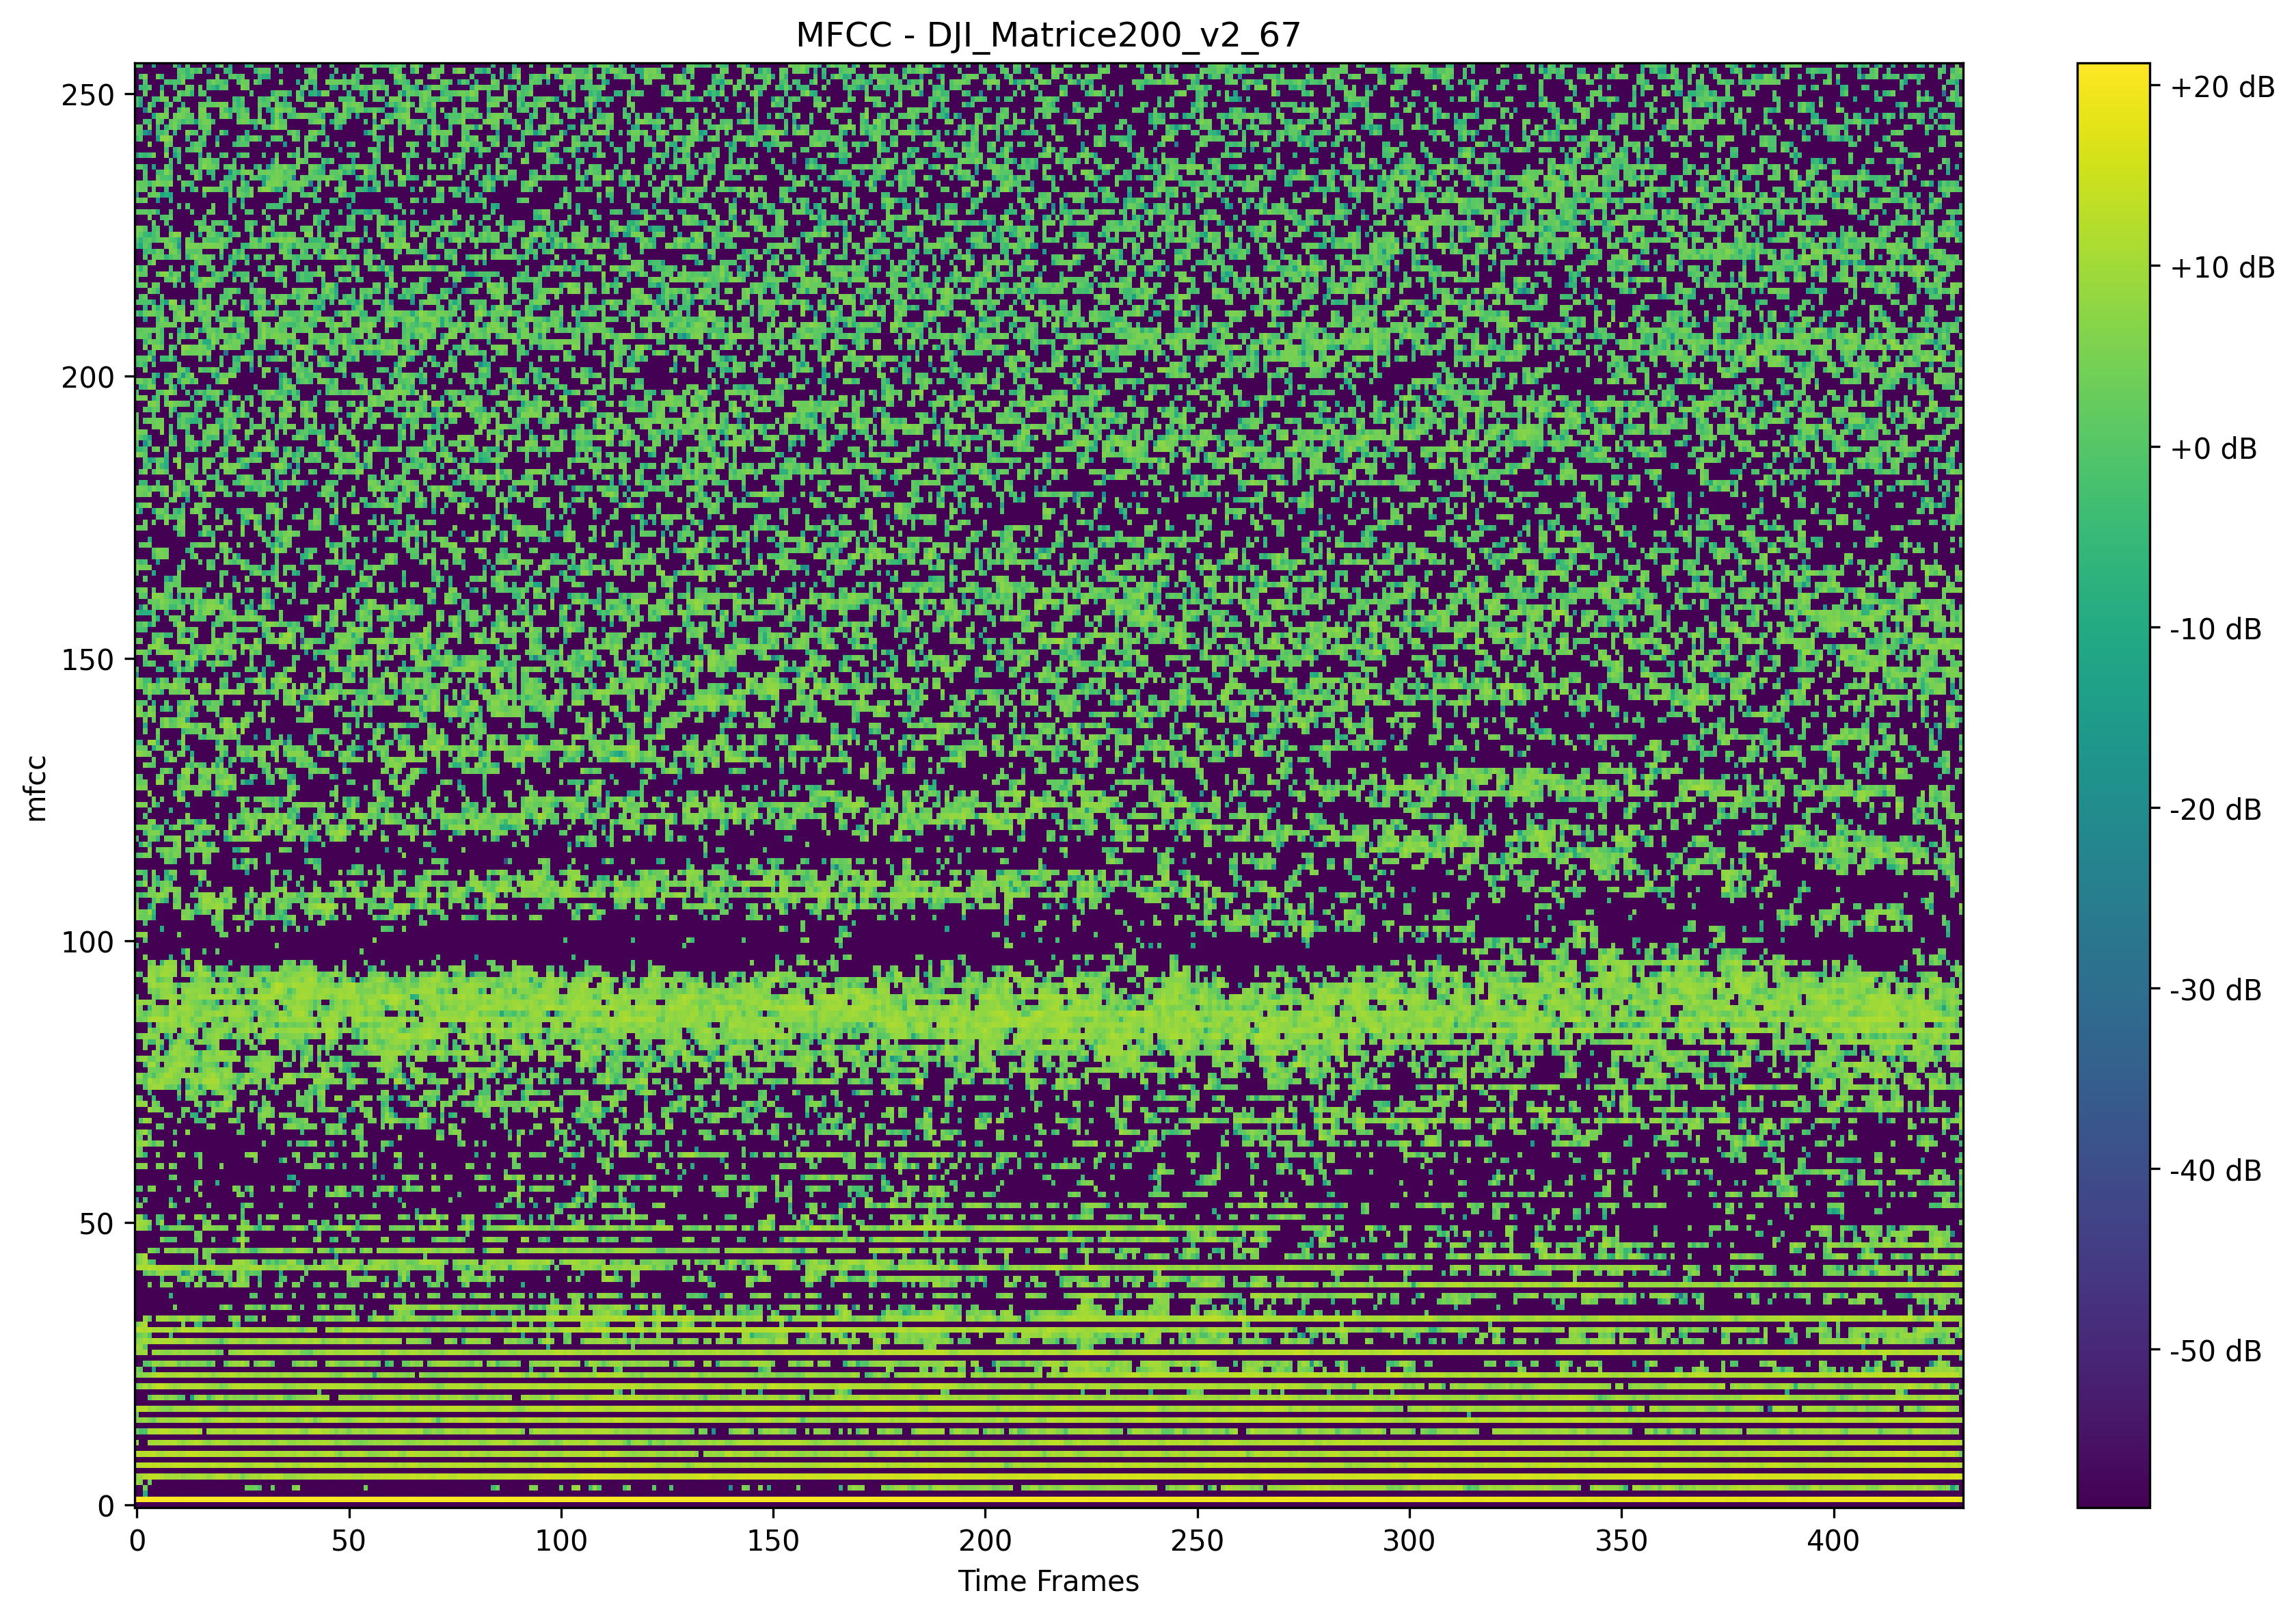 MFCC - DJI_Matrice200_v2_67
250
200
150
100
50
0
mfcc
0 50 100 150 200 250 300 350 400
Time Frames
+20 dB
+10 dB
+0 dB
-10 dB
-20 dB
-30 dB
-40 dB
-50 dB